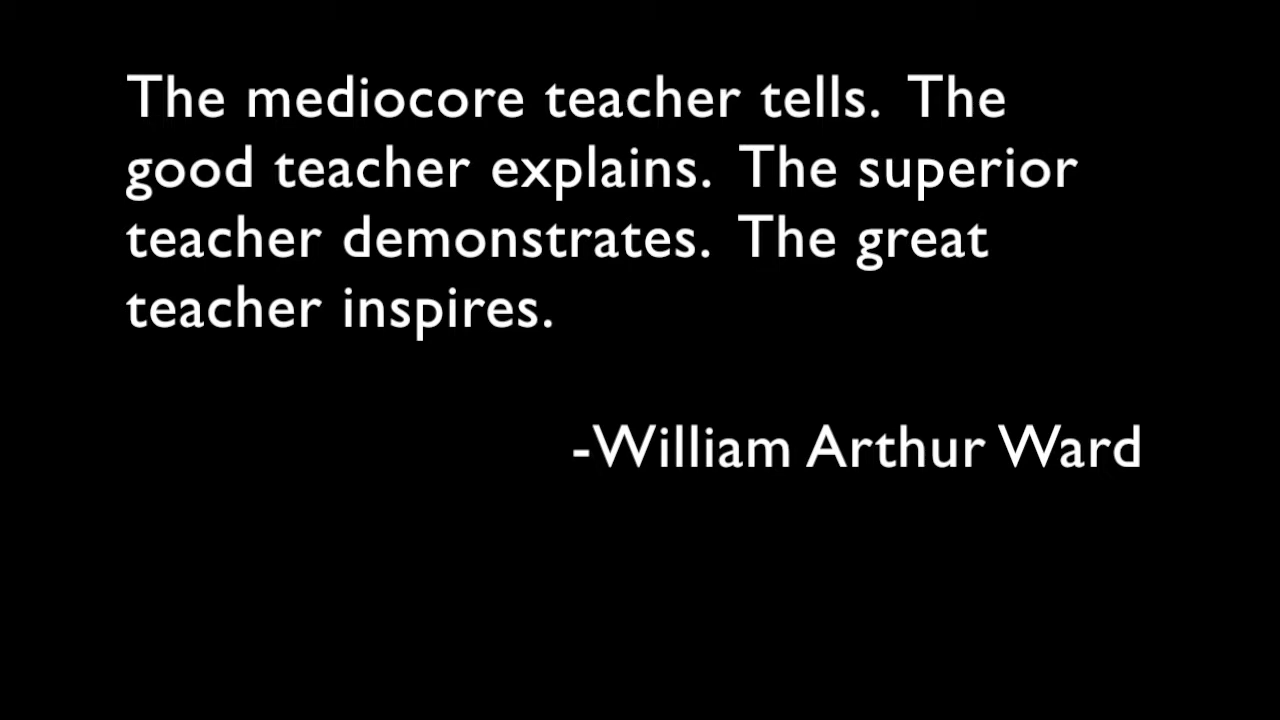 The mediocore teacher tells.  The
good teacher explains.  The superior
teacher demonstrates.  The great
teacher inspires.
-William Arthur Ward